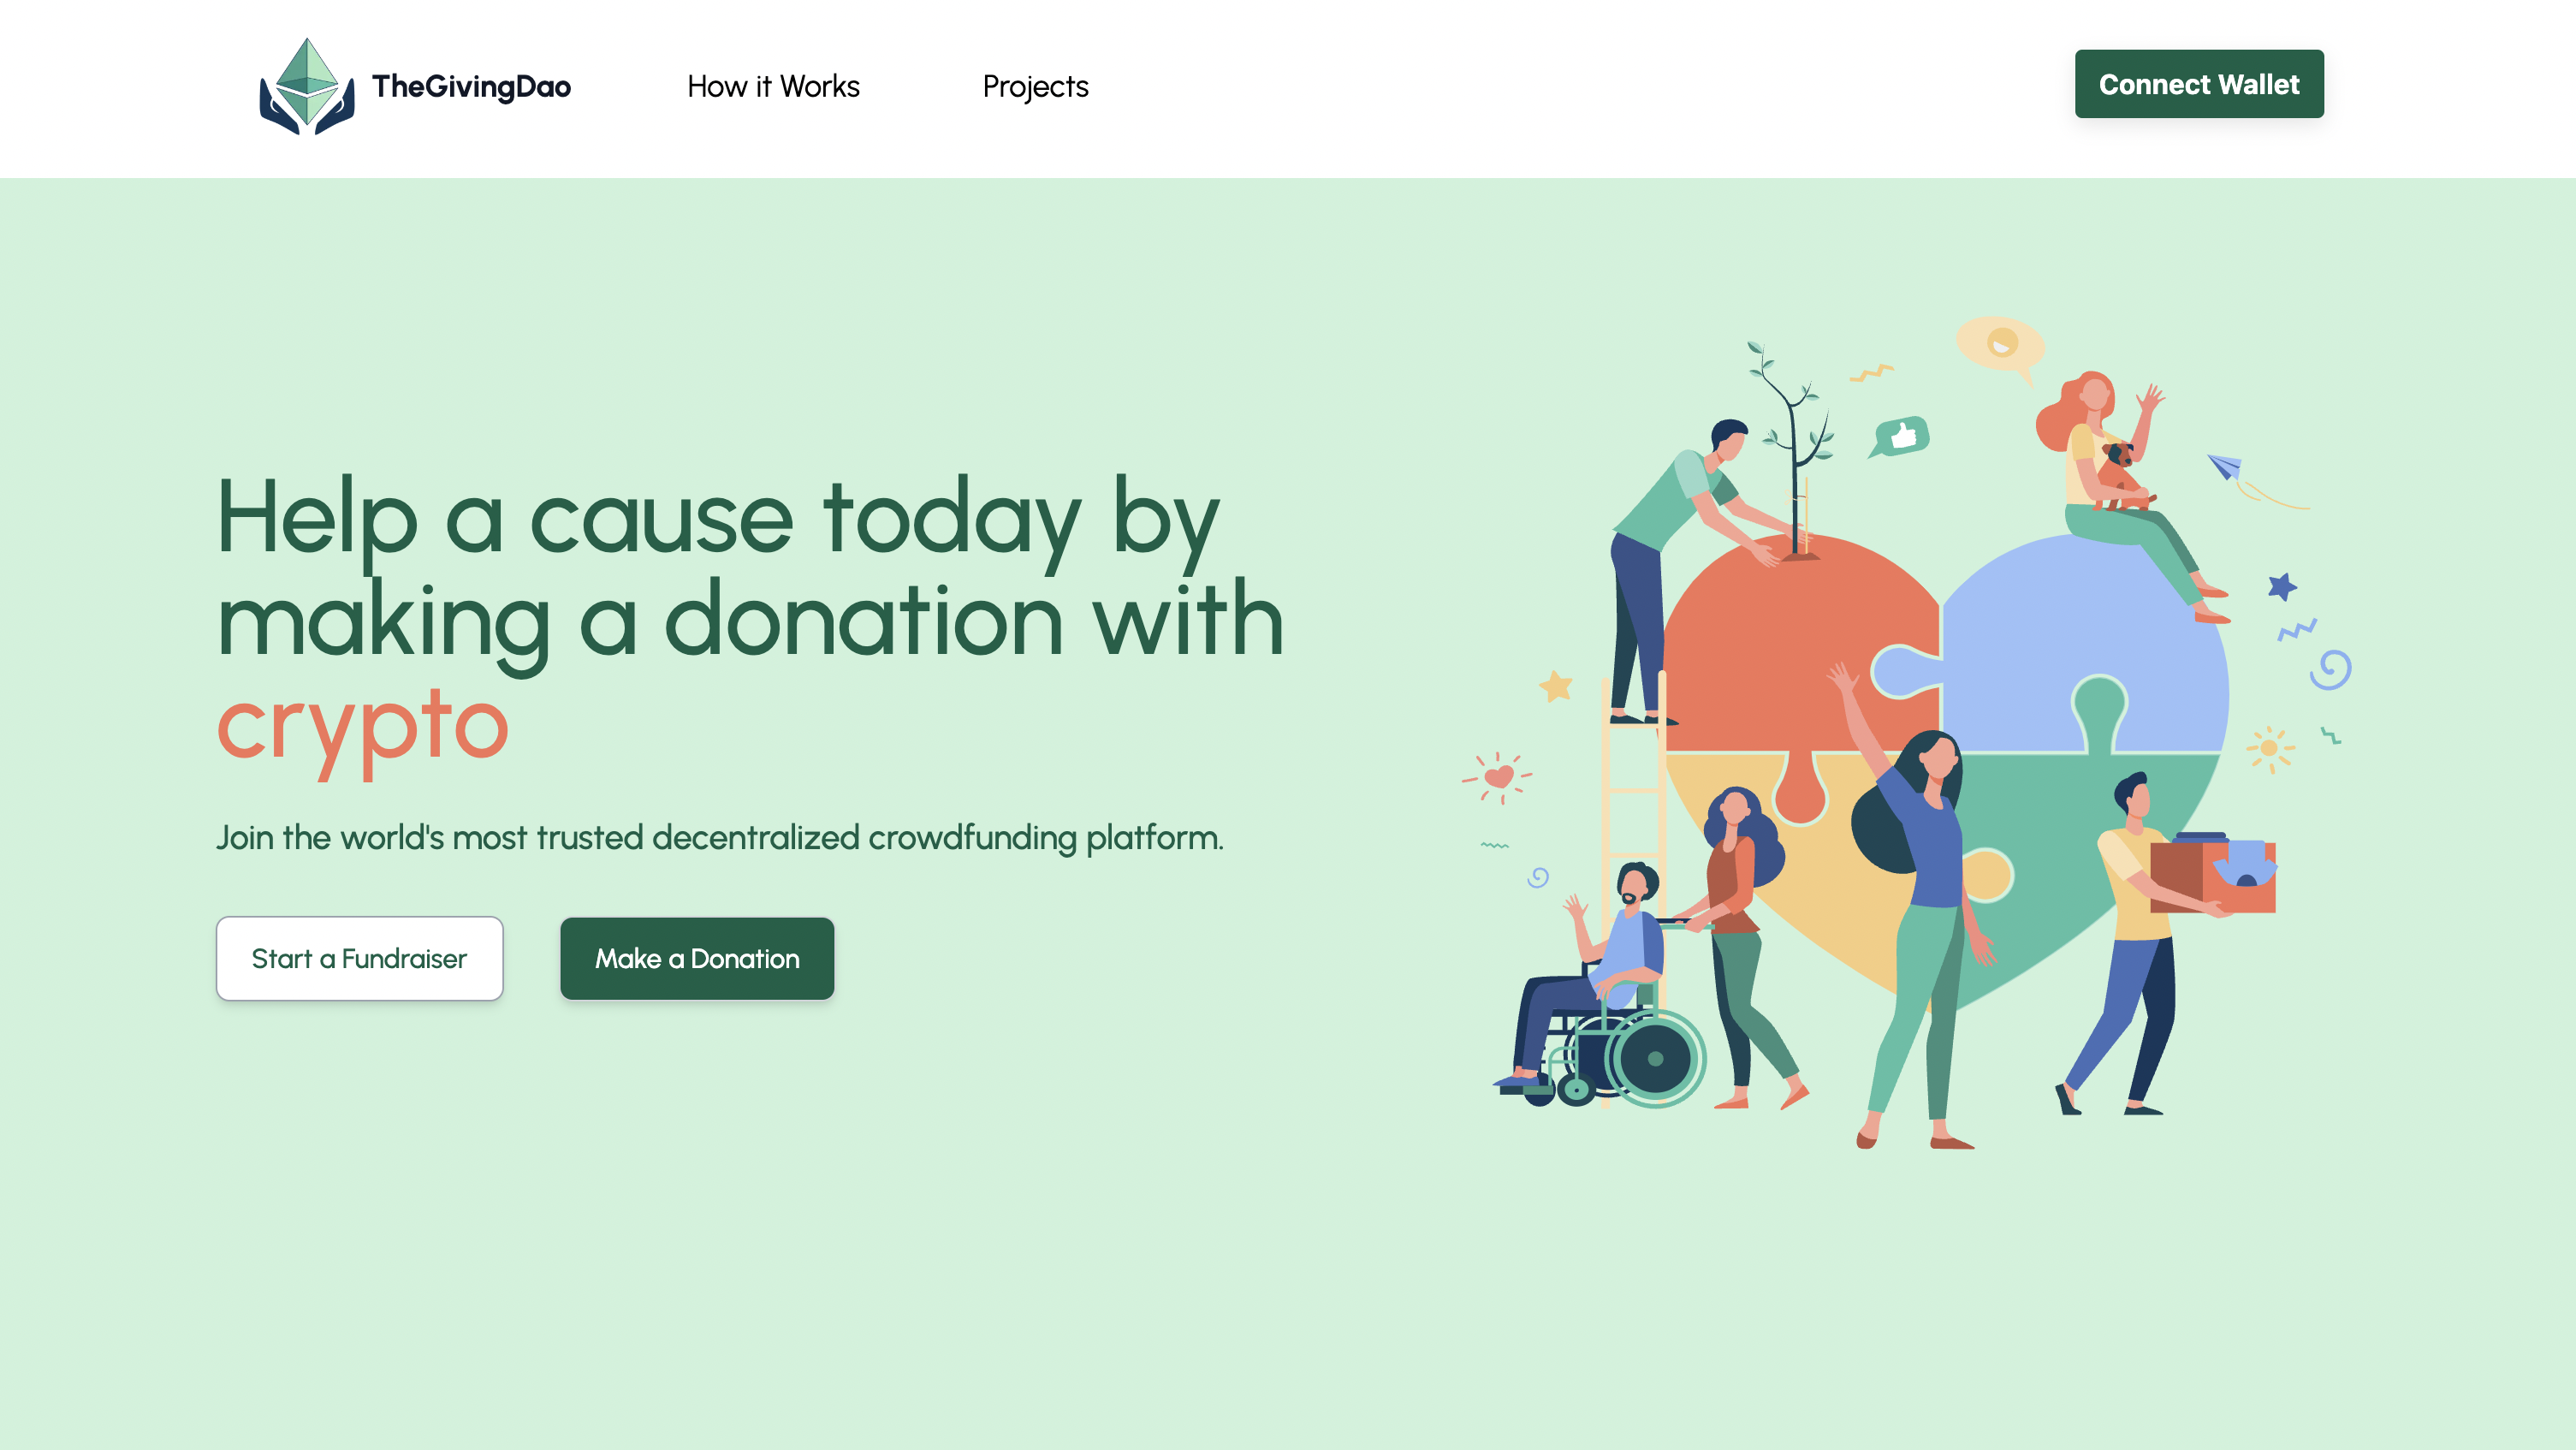 TheGivingDao
How it Works
Projects
Connect Wallet
Help a cause today by
making a donation with
crypto
Join the world's most trusted decentralized crowdfunding platform.
Start a Fundraiser
Make a Donation